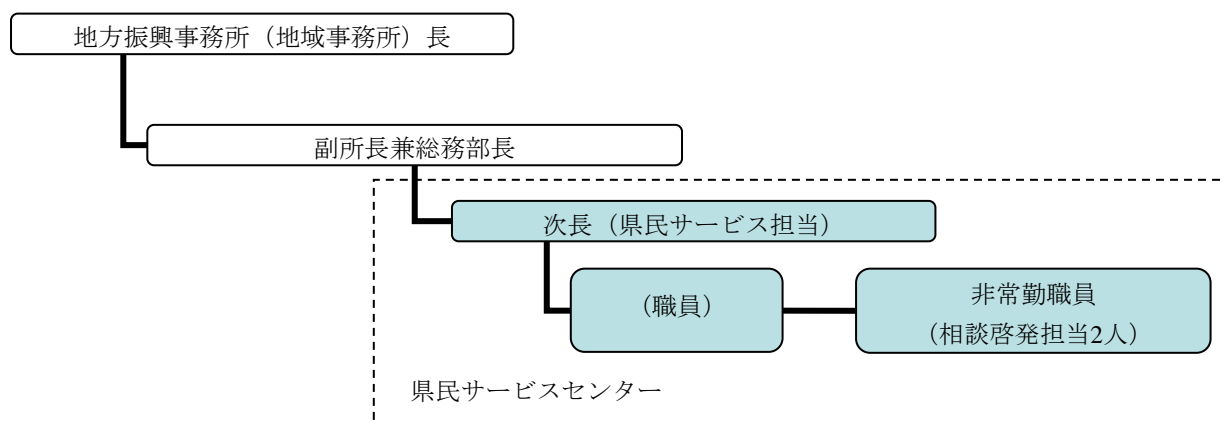 地方振興事務所（地域事務所）長
副所長兼総務部長
次長（県民サービス担当）
（職員）
非常勤職員
（相談啓発担当2人）
県民サービスセンター